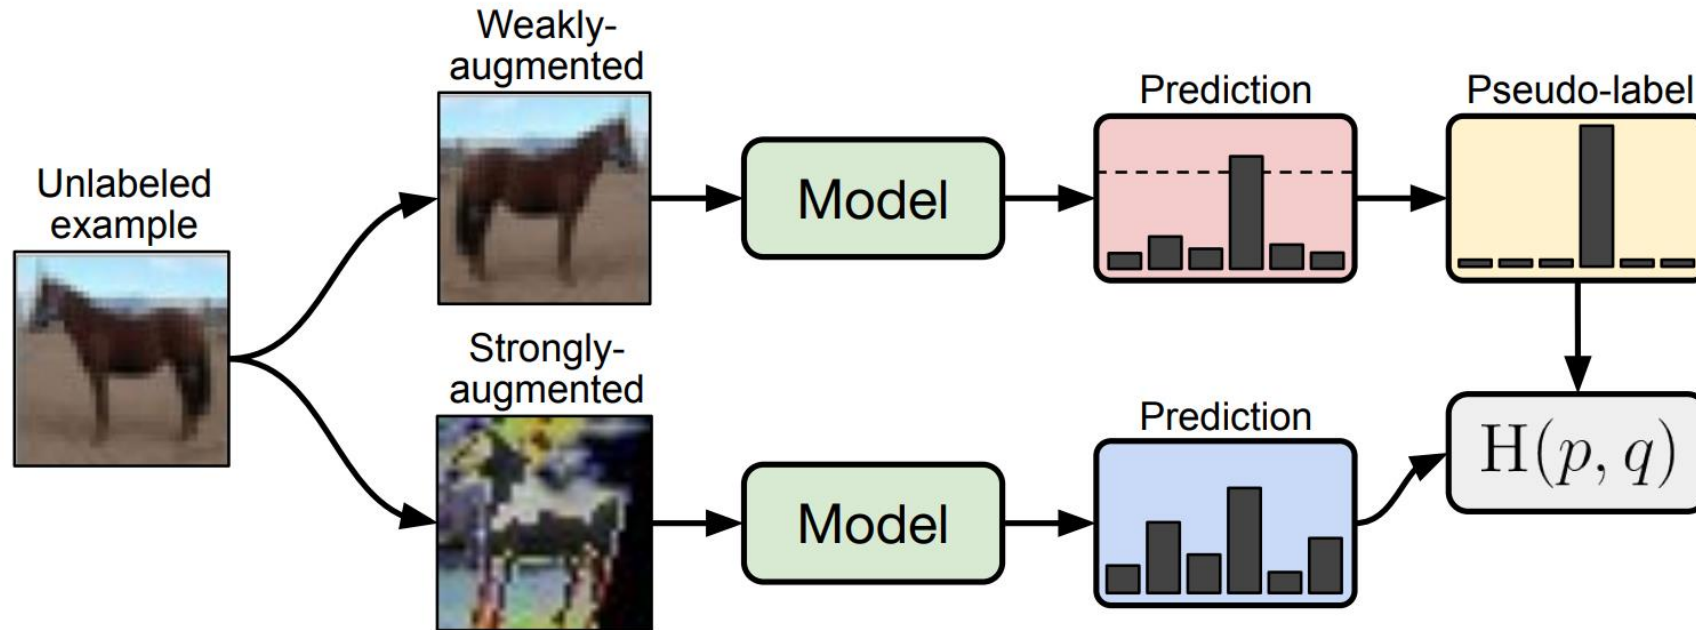 Unlabeled
example
Weakly-
augmented
Model
Prediction
Pseudo-label
Strongly-
augmented
Model
Prediction
H(p, q)